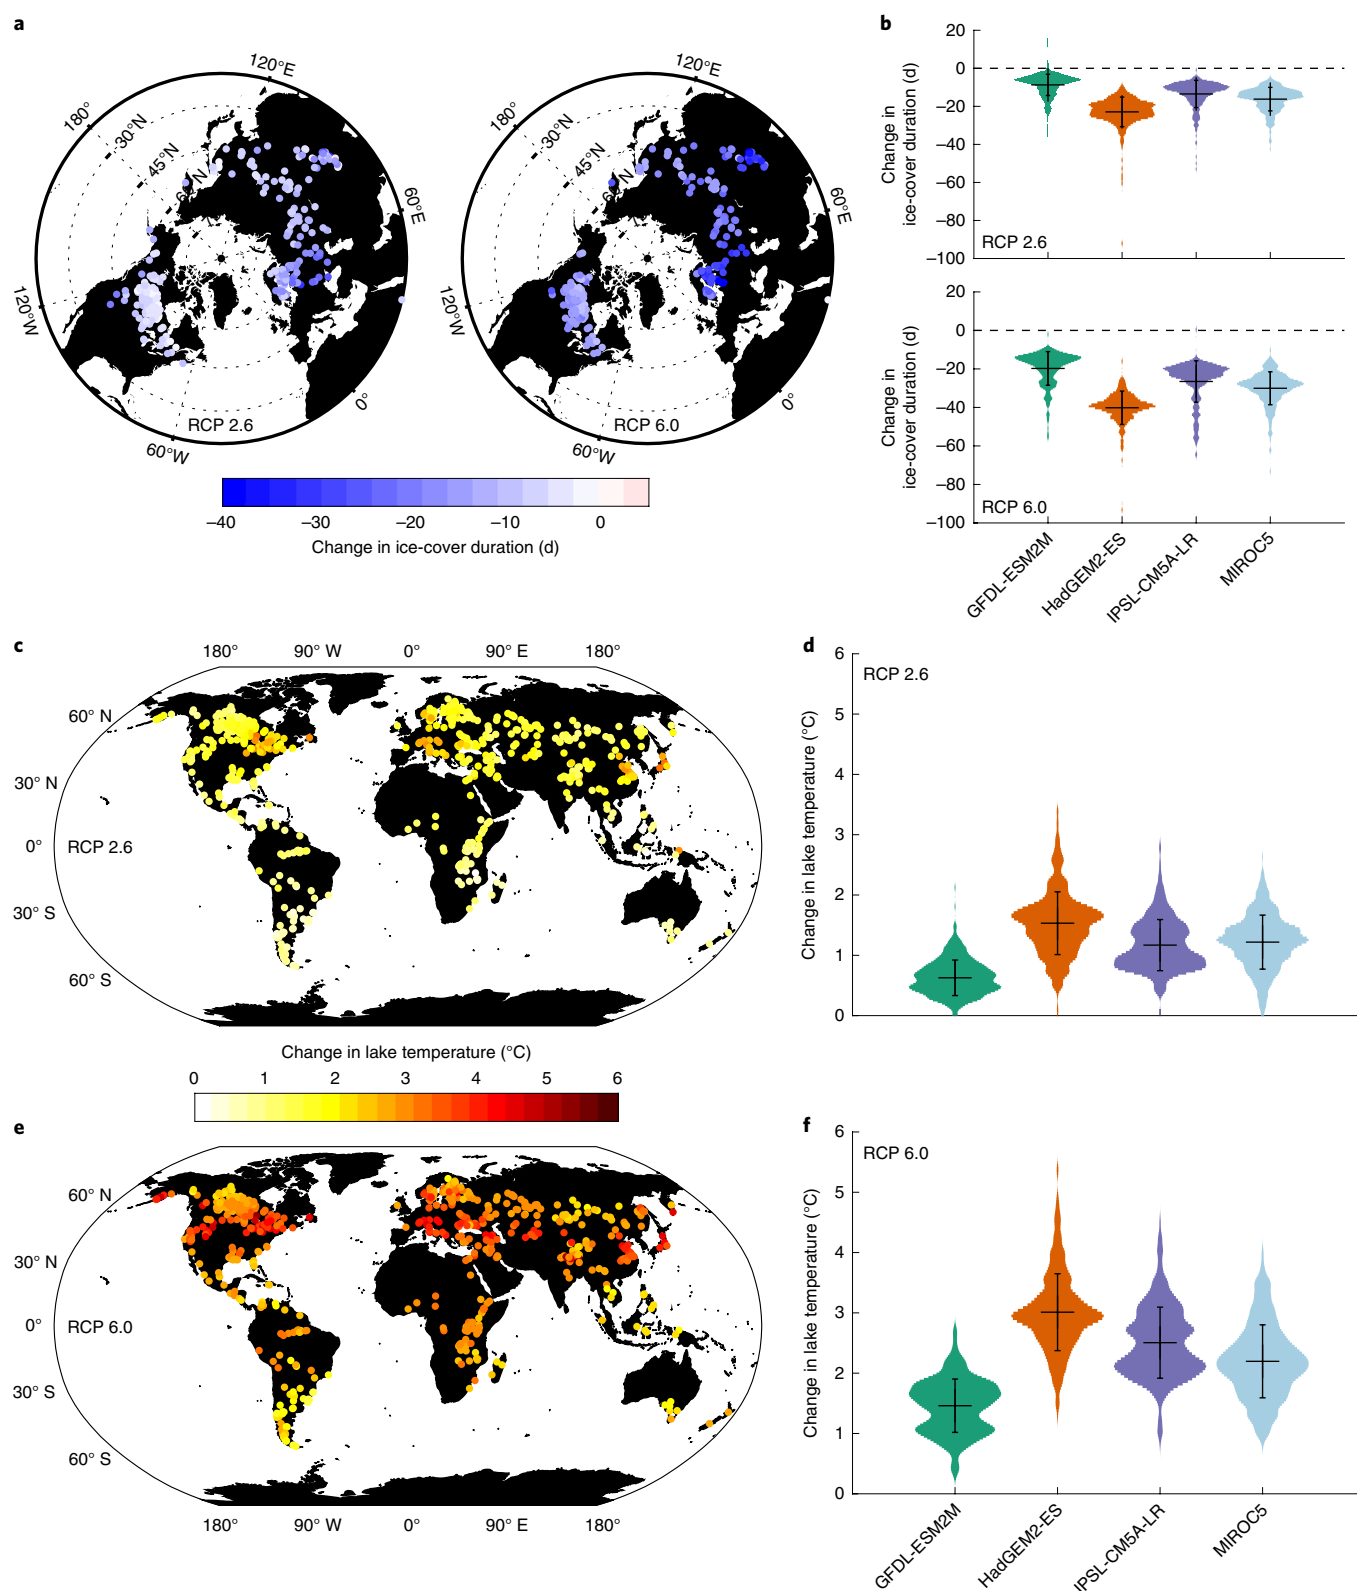 a
120°E
180°
30°N
45°N
60°N
60°E
120°W
0°
RCP 2.6
60°W
120°E
180°
30°N
45°N
60°E
120°W
0°
RCP 6.0
60°W
–40
–30
–20
–10
0
Change in ice-cover duration (d)
b
20
0
–20
–40
–60
–80
–100
Change in
ice-cover duration (d)
RCP 2.6
20
0
–20
–40
–60
–80
–100
Change in
ice-cover duration (d)
RCP 6.0
GFDL-ESM2M
HadGEM2-ES
IPSL-CM5A-LR
MIROC5
c
180°
90° W
0°
90° E
180°
60° N
30° N
0°
RCP 2.6
30° S
60° S
d
6
5
4
3
2
1
0
Change in lake temperature (°C)
RCP 2.6
Change in lake temperature (°C)
0
1
2
3
4
5
6
e
60° N
30° N
0°
RCP 6.0
30° S
60° S
180°
90° W
0°
90° E
180°
f
6
5
4
3
2
1
0
Change in lake temperature (°C)
RCP 6.0
GFDL-ESM2M
HadGEM2-ES
IPSL-CM5A-LR
MIROC5